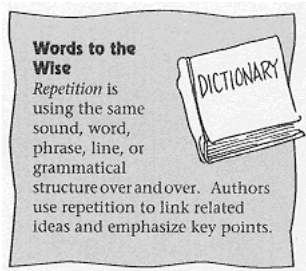 Words to the
Wise
Repetition is
using the same
sound, word,
phrase, line, or
grammatical
structure over and over. Authors
use repetition to link related
ideas and emphasize key points.
DICTIONARY